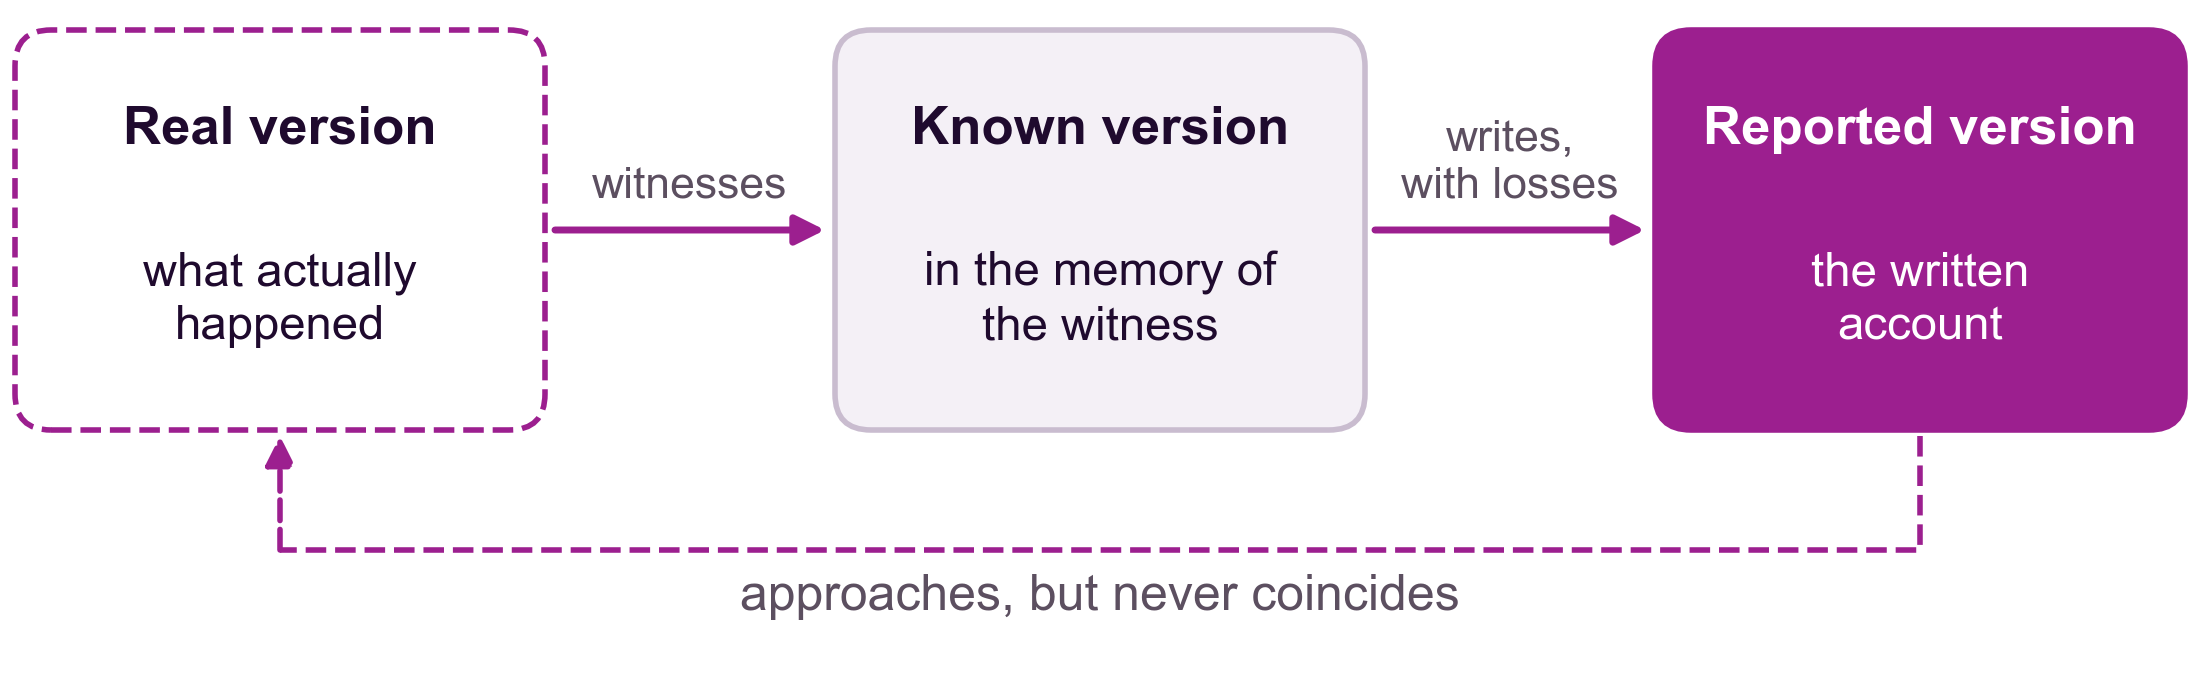 Real version
what actually
happened
witnesses
Known version
in the memory of
the witness
writes,
with losses
Reported version
the written
account
approaches, but never coincides